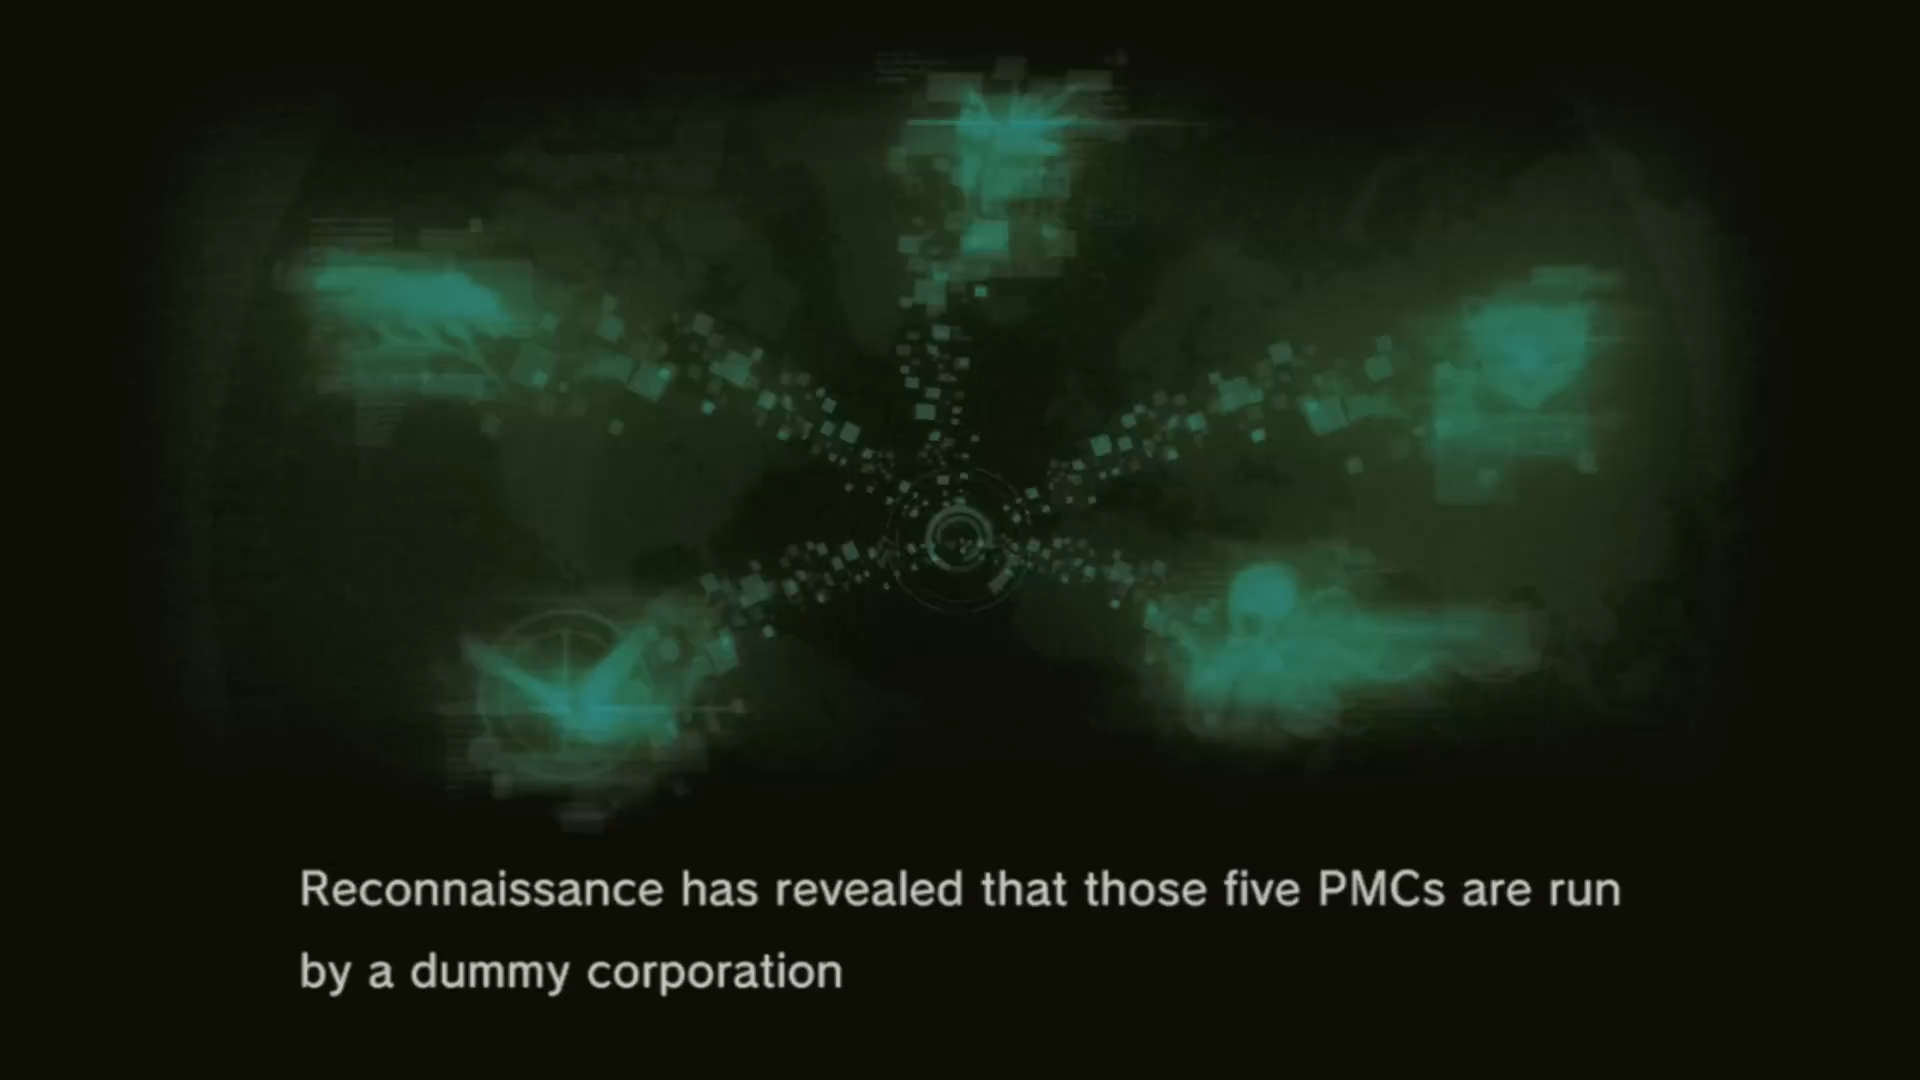 Reconnaissance has revealed that those five PMCs are run
by a dummy corporation